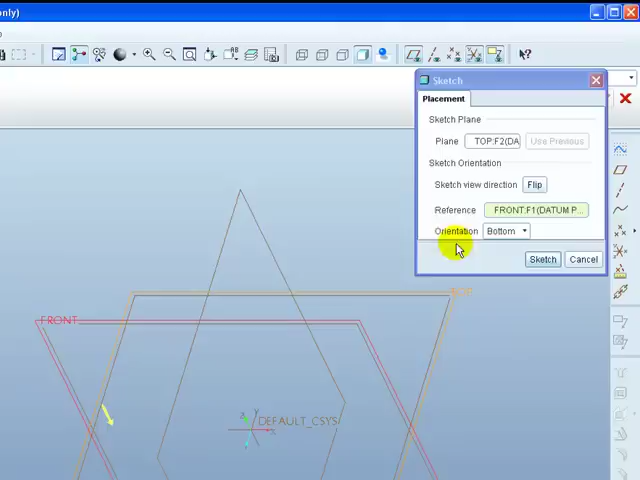 only)
Sketch
Placement
Sketch Plane
Plane TOP:F2(DA Use Previous
Sketch Orientation
Sketch view direction Flip
Reference FRONT:F1(DATUM P...
Orientation Bottom
Sketch Cancel
TOP
FRONT
Y
Z
X
DEFAULT_CSYS